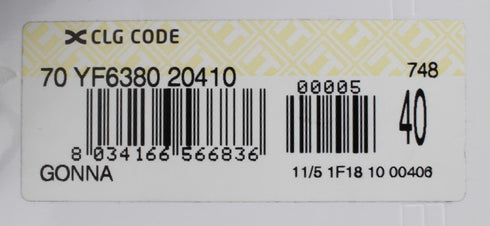 CLG CODE
70 YF6380 20410
748
00005
40
8 034166 566836
GONNA
11/5 1F18 10 00406